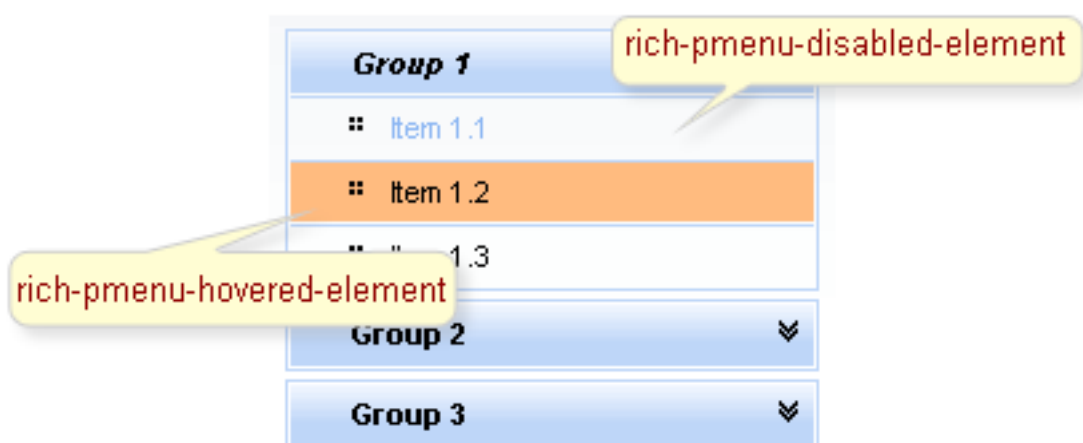 Group 1
rich-pmenu-disabled-element
Item 1.1
Item 1.2
1.3
rich-pmenu-hovered-element
Group 2
Group 3